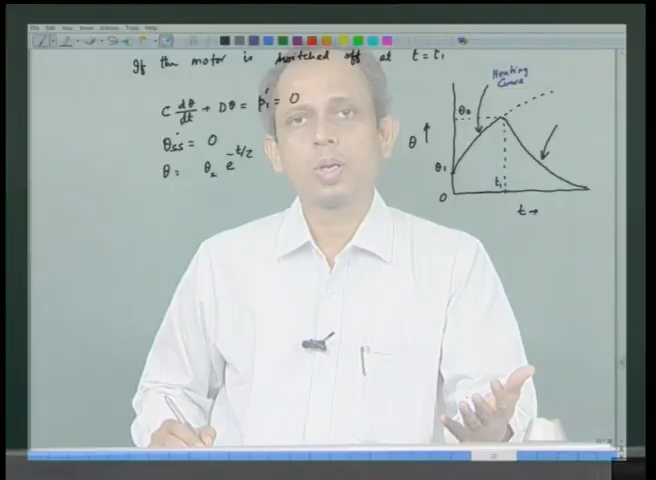 If the motor is switched off at t = t₁
C dθ/dt + Dθ = p₁' = 0
θss' = 0
θ = θ₂ e^-t/τ
Heating
Curve
θ₂
θ ↑
θ₁
t₁
0
t →